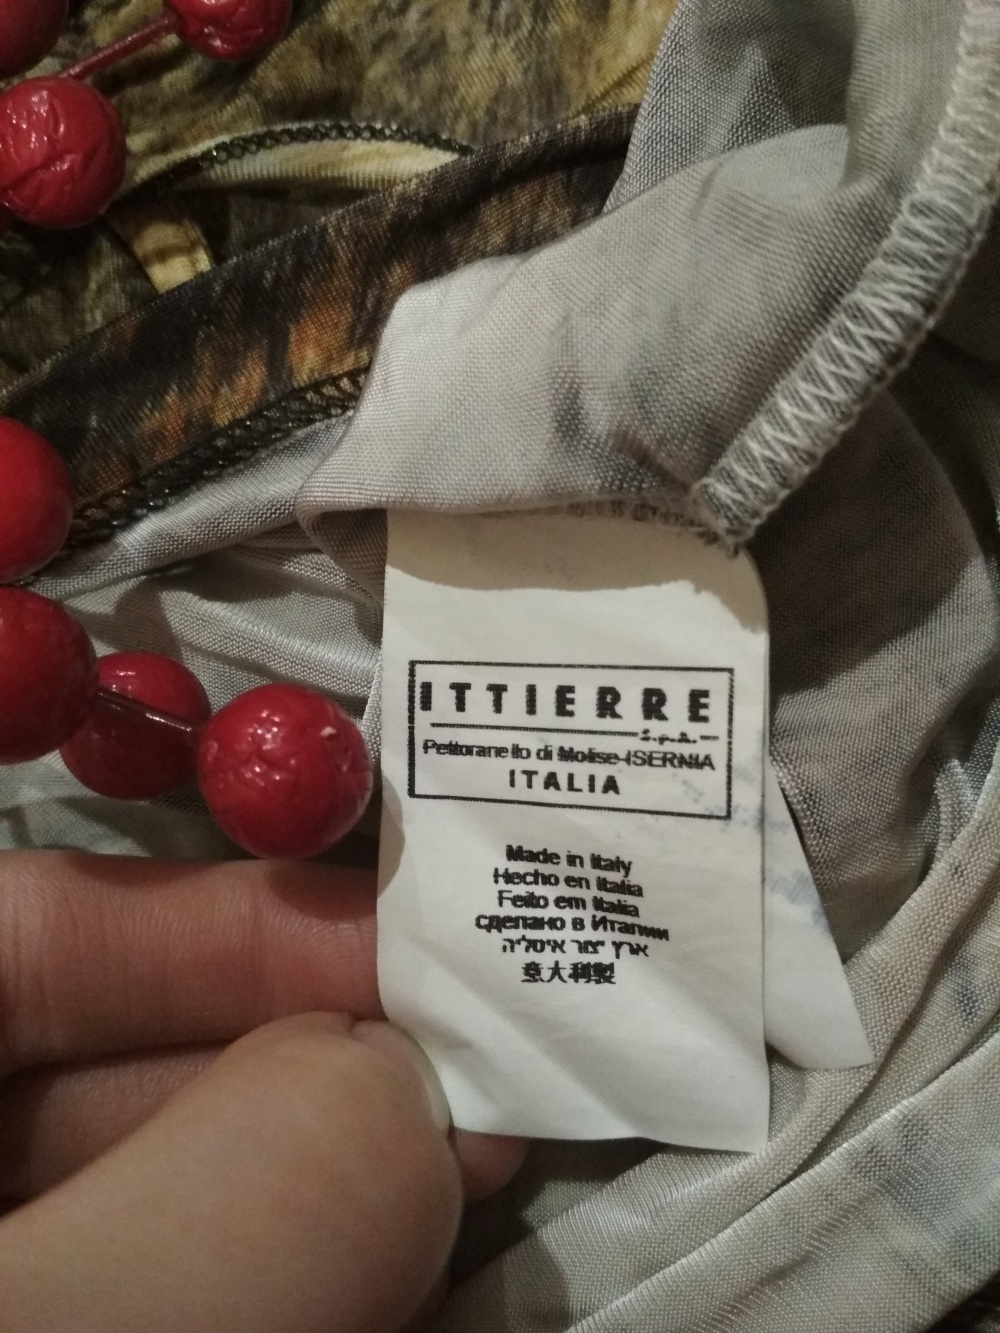 ITTIERRE
S.p.A.
Pettoranello di Molise-ISERNIA
ITALIA
Made in Italy
Hecho en Italia
Feito em Italia
сделано в Италии
ארץ יצור איטליה
意大利製